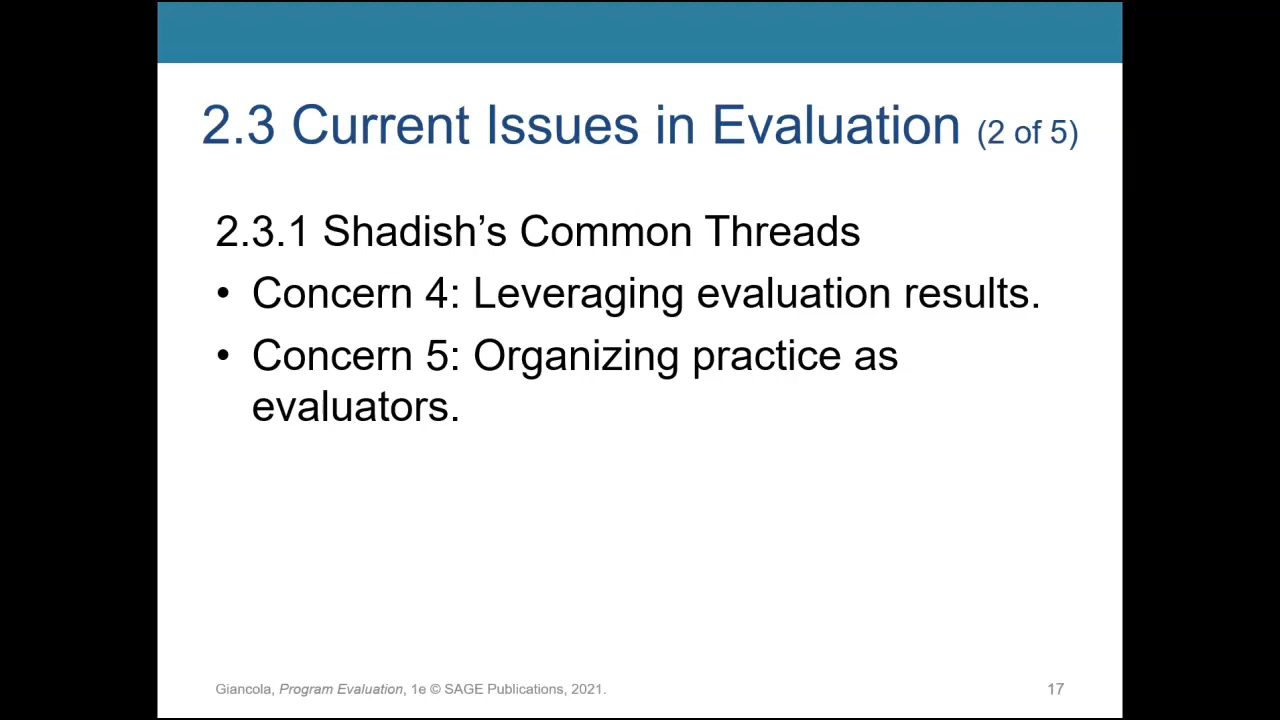 2.3 Current Issues in Evaluation (2 of 5)
2.3.1 Shadish’s Common Threads
• Concern 4: Leveraging evaluation results.
• Concern 5: Organizing practice as
evaluators.
Giancola, Program Evaluation, 1e © SAGE Publications, 2021.
17